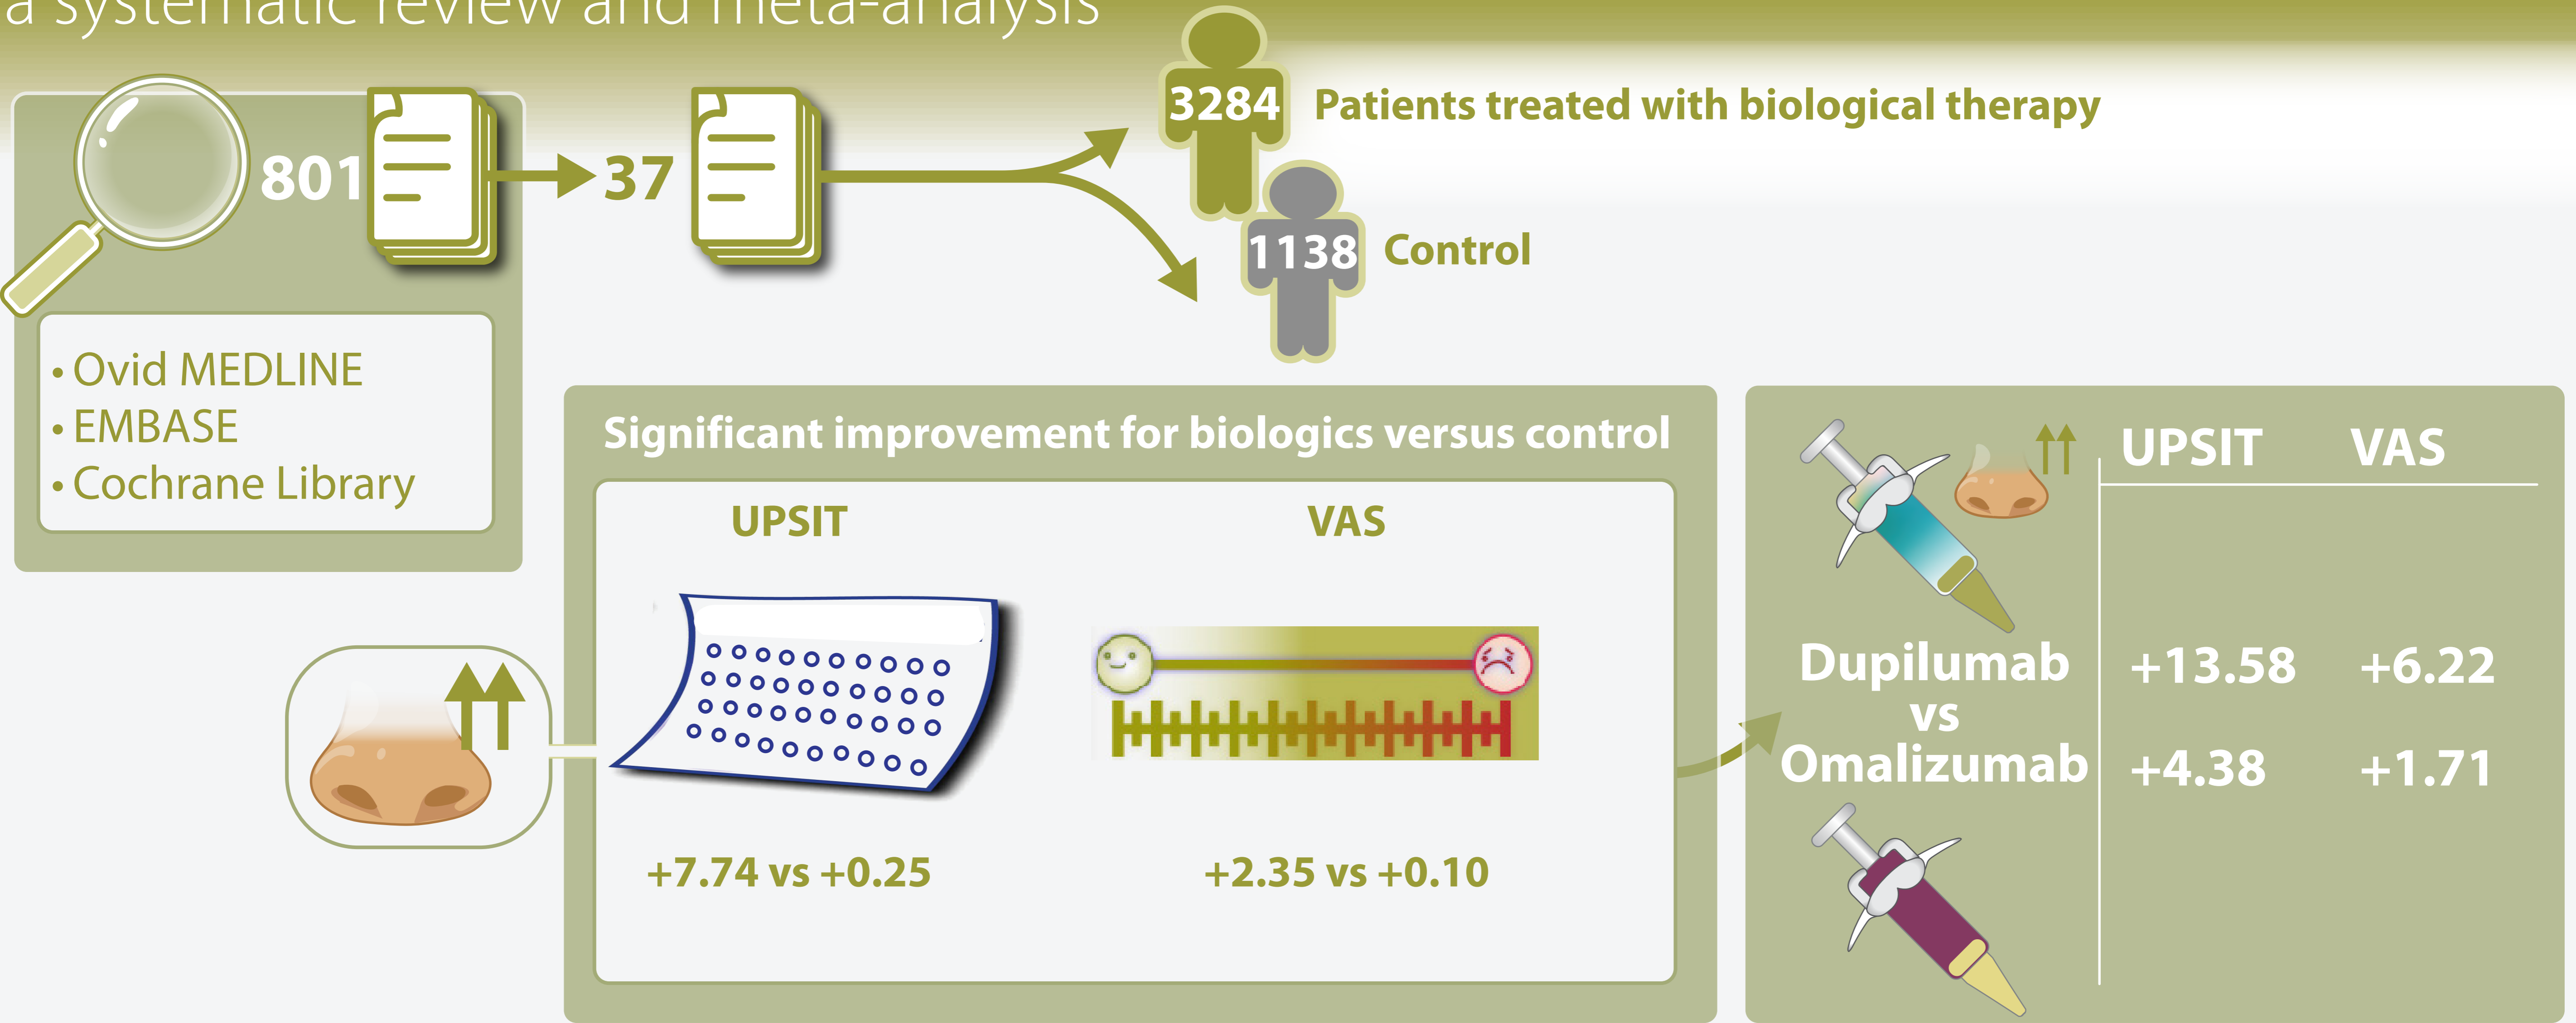 a systematic review and meta-analysis
801
37
3284
Patients treated with biological therapy
1138
Control
• Ovid MEDLINE
• EMBASE
• Cochrane Library
Significant improvement for biologics versus control
UPSIT
VAS
+7.74 vs +0.25
+2.35 vs +0.10
UPSIT VAS
Dupilumab +13.58 +6.22
vs
Omalizumab +4.38 +1.71